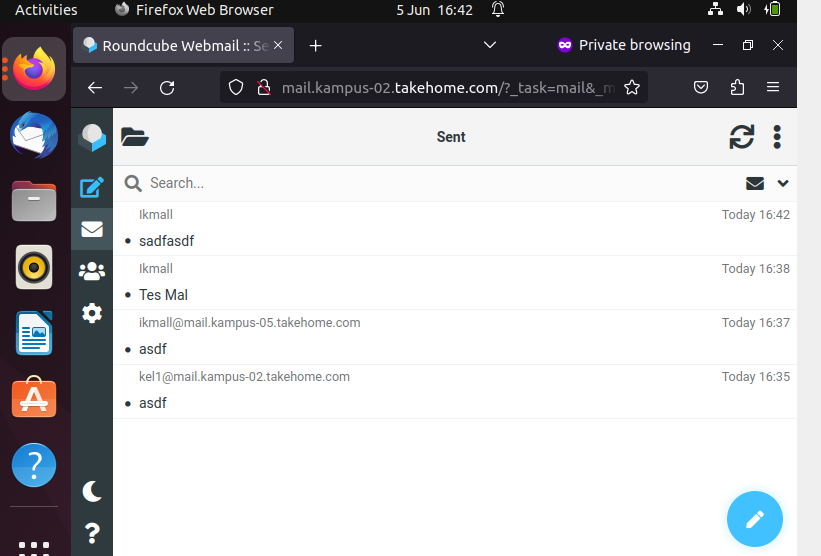 Activities Firefox Web Browser 5 Jun 16:42
Roundcube Webmail :: Se Private browsing
mail.kampus-02.takehome.com/?_task=mail&_m
Sent
Search...
Ikmall Today 16:42
sadfasdf
Ikmall Today 16:38
Tes Mal
ikmall@mail.kampus-05.takehome.com Today 16:37
asdf
kel1@mail.kampus-02.takehome.com Today 16:35
asdf